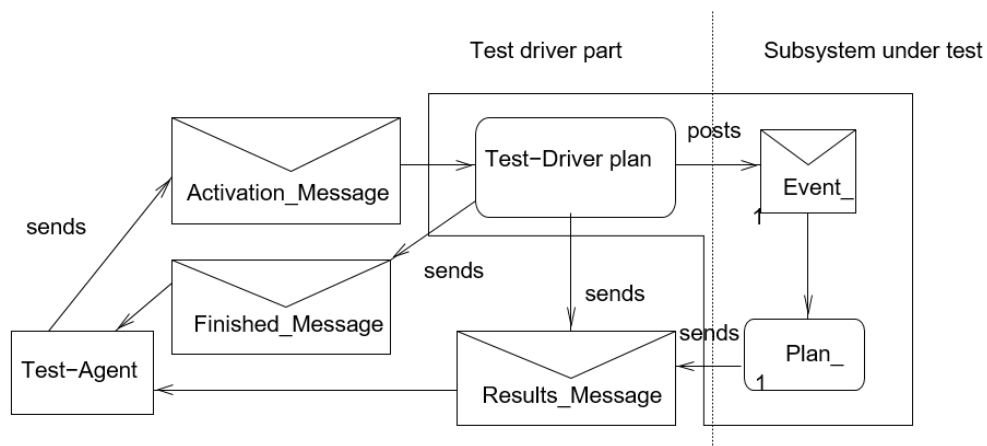 Test driver part
Subsystem under test
posts
Test−Driver plan
Activation_Message
Event_
1
sends
sends
Finished_Message
sends
sends
Test−Agent
Plan_
1
Results_Message